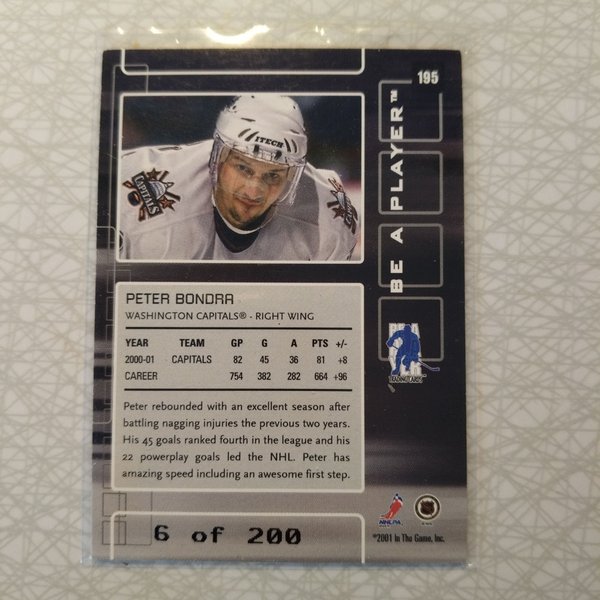 195
BE A PLAYER™
ITECH
CAPITALS
PETER BONDRA
WASHINGTON CAPITALS® - RIGHT WING
YEAR TEAM GP G A PTS +/-
2000-01 CAPITALS 82 45 36 81 +8
CAREER 754 382 282 664 +96
Peter rebounded with an excellent season after
battling nagging injuries the previous two years.
His 45 goals ranked fourth in the league and his
22 powerplay goals led the NHL. Peter has
amazing speed including an awesome first step.
6 of 200
NHLPA
©2001 In The Game, Inc.